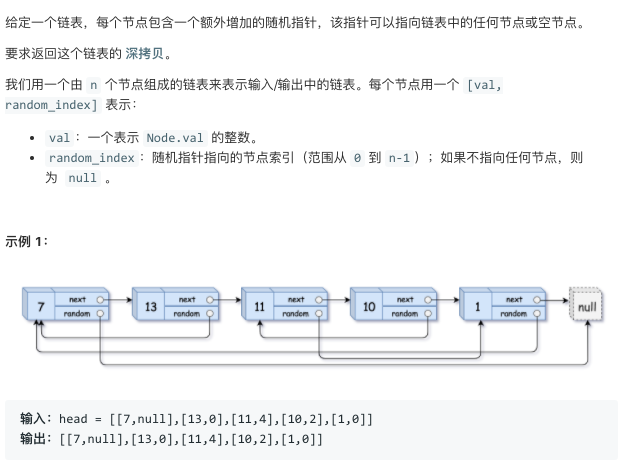 给定一个链表，每个节点包含一个额外增加的随机指针，该指针可以指向链表中的任何节点或空节点。
要求返回这个链表的 深拷贝。
我们用一个由 n 个节点组成的链表来表示输入/输出中的链表。每个节点用一个 [val,
random_index] 表示：
• val：一个表示 Node.val 的整数。
• random_index：随机指针指向的节点索引（范围从 0 到 n-1）；如果不指向任何节点，则
为 null 。
示例 1：
7 next random 13 next random 11 next random 10 next random 1 next random null
输入：head = [[7,null],[13,0],[11,4],[10,2],[1,0]]
输出：[[7,null],[13,0],[11,4],[10,2],[1,0]]